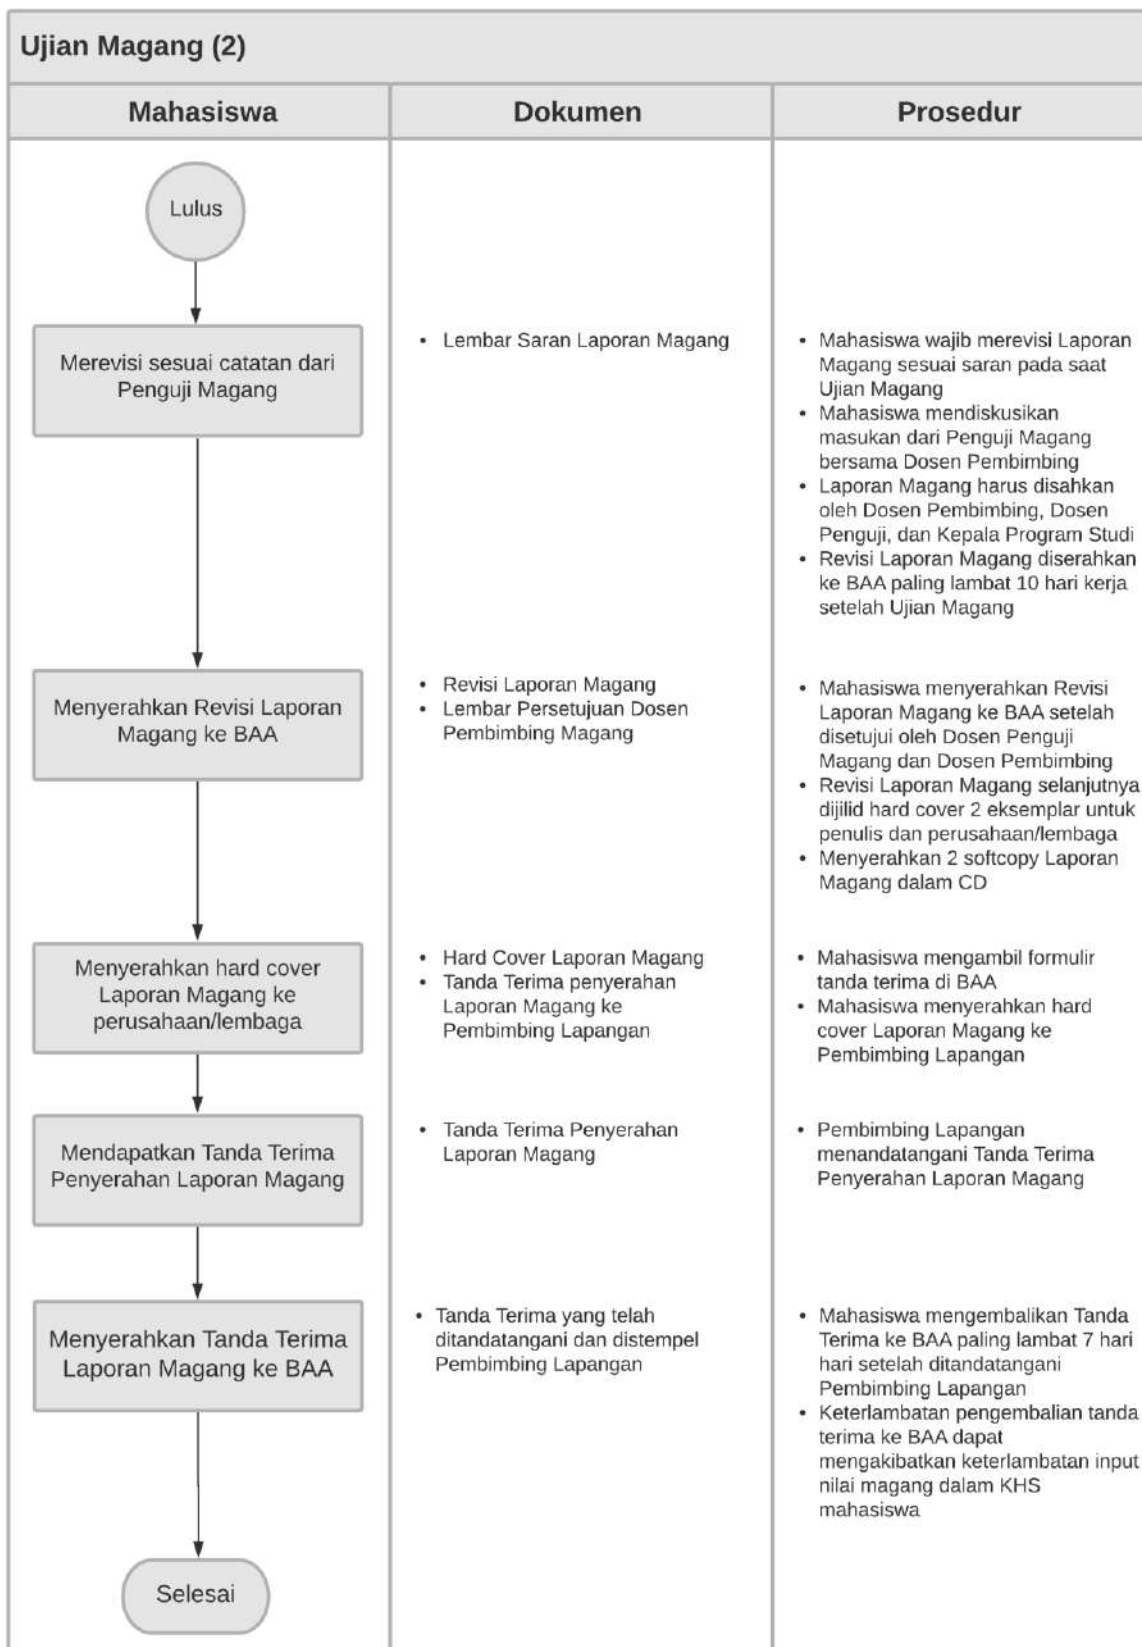 Ujian Magang (2)
Mahasiswa
Dokumen
Prosedur
Lulus
Merevisi sesuai catatan dari
Penguji Magang
• Lembar Saran Laporan Magang
• Mahasiswa wajib merevisi Laporan
Magang sesuai saran pada saat
Ujian Magang
• Mahasiswa mendiskusikan
masukan dari Penguji Magang
bersama Dosen Pembimbing
• Laporan Magang harus disahkan
oleh Dosen Pembimbing, Dosen
Penguji, dan Kepala Program Studi
• Revisi Laporan Magang diserahkan
ke BAA paling lambat 10 hari kerja
setelah Ujian Magang
Menyerahkan Revisi Laporan
Magang ke BAA
• Revisi Laporan Magang
• Lembar Persetujuan Dosen
Pembimbing Magang
• Mahasiswa menyerahkan Revisi
Laporan Magang ke BAA setelah
disetujui oleh Dosen Penguji
Magang dan Dosen Pembimbing
• Revisi Laporan Magang selanjutnya
dijilid hard cover 2 eksemplar untuk
penulis dan perusahaan/lembaga
• Menyerahkan 2 softcopy Laporan
Magang dalam CD
Menyerahkan hard cover
Laporan Magang ke
perusahaan/lembaga
• Hard Cover Laporan Magang
• Tanda Terima penyerahan
Laporan Magang ke
Pembimbing Lapangan
• Mahasiswa mengambil formulir
tanda terima di BAA
• Mahasiswa menyerahkan hard
cover Laporan Magang ke
Pembimbing Lapangan
Mendapatkan Tanda Terima
Penyerahan Laporan Magang
• Tanda Terima Penyerahan
Laporan Magang
• Pembimbing Lapangan
menandatangani Tanda Terima
Penyerahan Laporan Magang
Menyerahkan Tanda Terima
Laporan Magang ke BAA
• Tanda Terima yang telah
ditandatangani dan distempel
Pembimbing Lapangan
• Mahasiswa mengembalikan Tanda
Terima ke BAA paling lambat 7 hari
hari setelah ditandatangani
Pembimbing Lapangan
• Keterlambatan pengembalian tanda
terima ke BAA dapat
mengakibatkan keterlambatan input
nilai magang dalam KHS
mahasiswa
Selesai